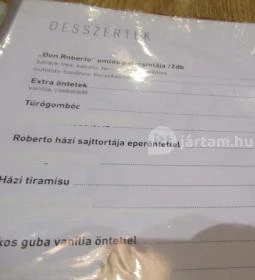 DESSZERTEK
„Don Roberto" emlék palacsintája /2db
Extra öntetek
vanília, csokoládé
Túrógombóc
Roberto házi sajttortája eperöntettel
jártam.hu
Házi tiramisu
kos guba vanília öntettel